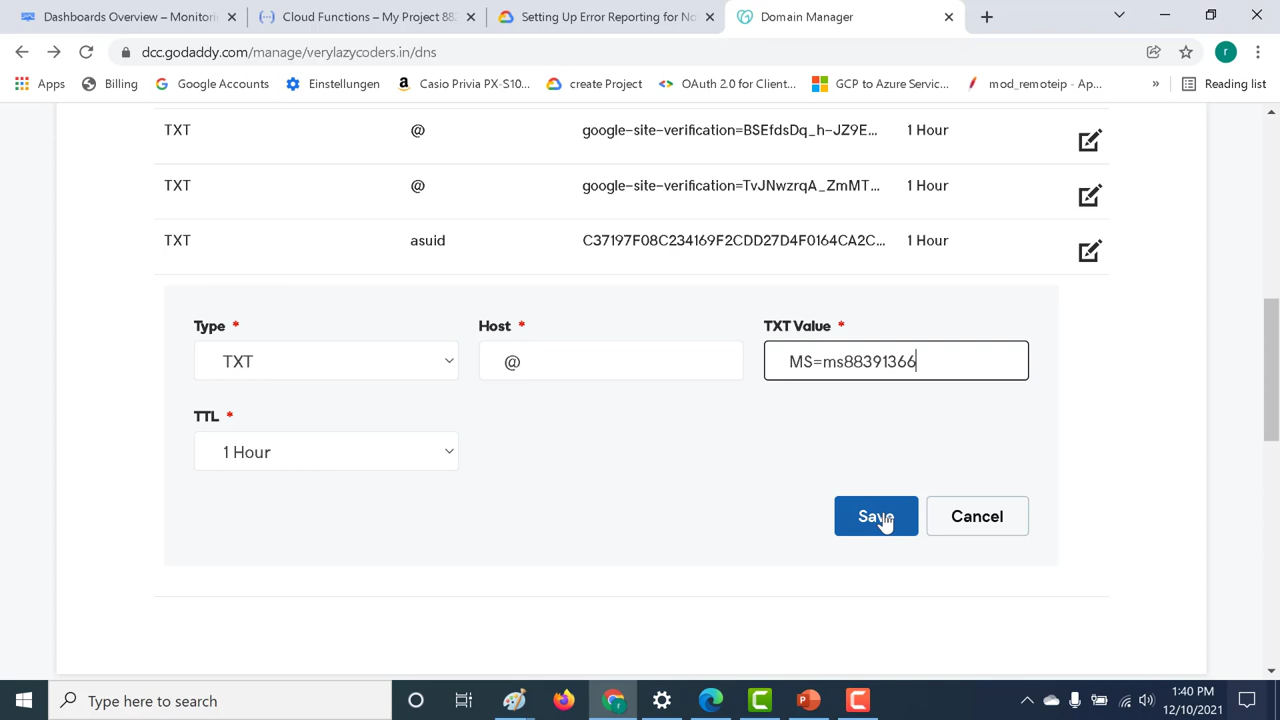 Dashboards Overview – Monitori
Cloud Functions – My Project 883
Setting Up Error Reporting for No
Domain Manager
dcc.godaddy.com/manage/verylazycoders.in/dns
r
Apps
Billing
Google Accounts
Einstellungen
Casio Privia PX-S10...
create Project
OAuth 2.0 for Client...
GCP to Azure Servic...
mod_remoteip - Ap...
»
Reading list
TXT @ google-site-verification=BSEfdsDq_h-JZ9E... 1 Hour
TXT @ google-site-verification=TvJNwzrqA_ZmMT... 1 Hour
TXT asuid C37197F08C234169F2CDD27D4F0164CA2C... 1 Hour
Type * Host * TXT Value *
TXT @ MS=ms88391366
TTL *
1 Hour
Save Cancel
Type here to search
1:40 PM
12/10/2021